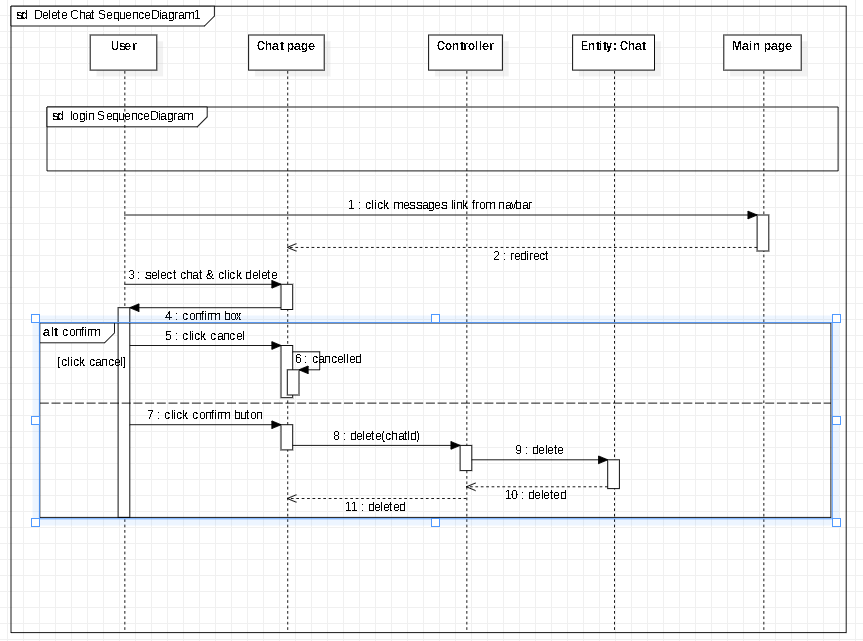 sd Delete Chat SequenceDiagram1
User
Chat page
Controller
Entity: Chat
Main page
sd login SequenceDiagram
1 : click messages link from navbar
2 : redirect
3 : select chat & click delete
4 : confirm box
alt confirm
5 : click cancel
[click cancel]
6 : cancelled
7 : click confirm buton
8 : delete(chatId)
9 : delete
10 : deleted
11 : deleted